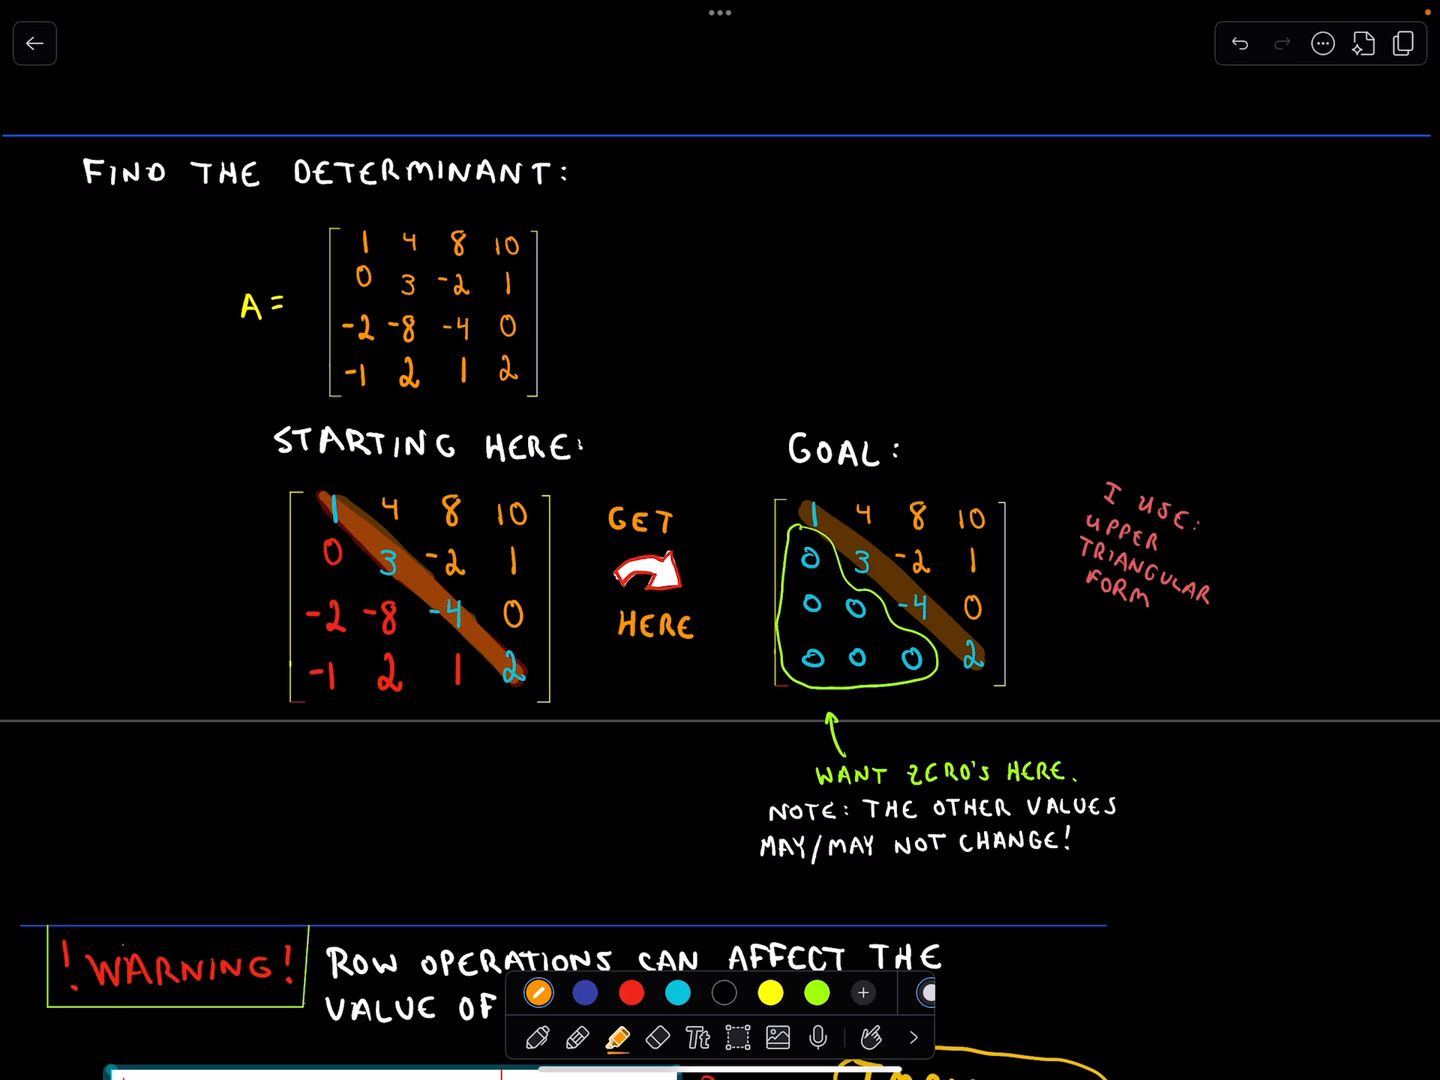 FIND THE DETERMINANT:
1 4 8 10
0 3 -2 1
A =
-2 -8 -4 0
-1 2 1 2
STARTING HERE:
GOAL:
1 4 8 10
0 3 -2 1
-2 -8 -4 0
-1 2 1 2
GET
HERE
1 4 8 10
0 3 -2 1
0 0 -4 0
0 0 0 2
I USE:
UPPER
TRIANGULAR
FORM
WANT ZERO'S HERE.
NOTE: THE OTHER VALUES
MAY/MAY NOT CHANGE!
! WARNING!
ROW OPERATIONS CAN AFFECT THE
VALUE OF
Tt